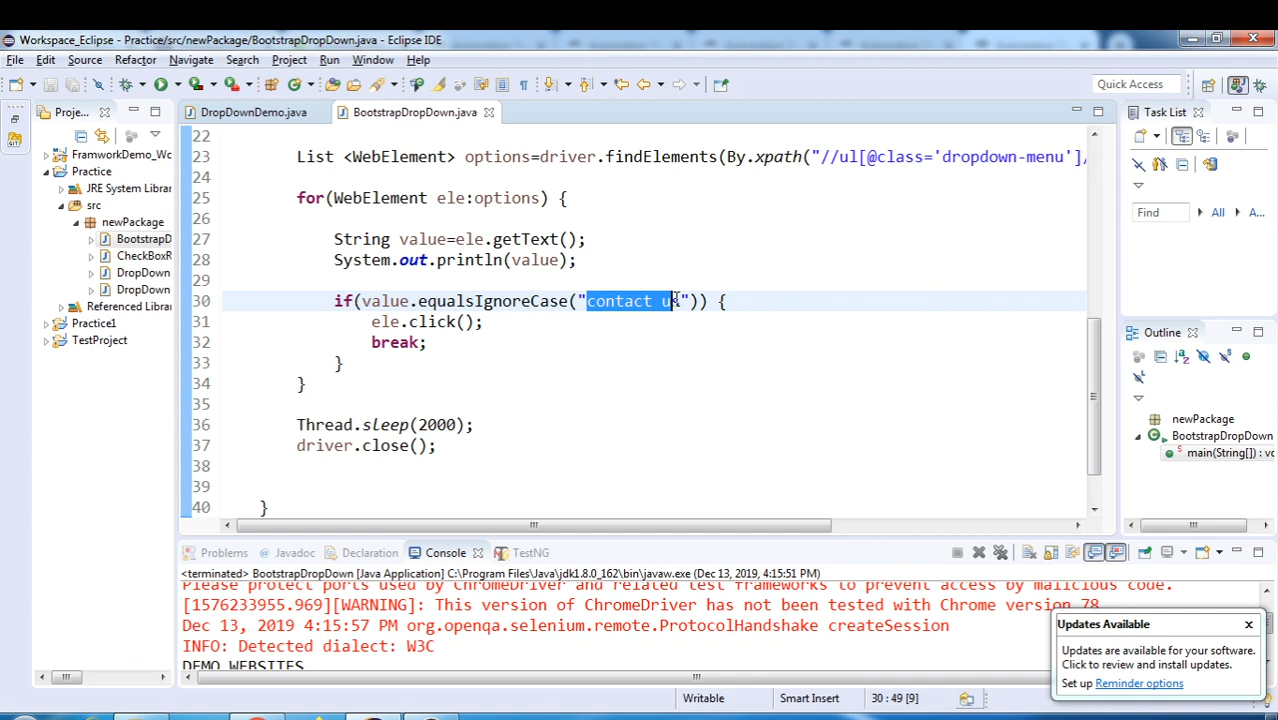 Workspace_Eclipse - Practice/src/newPackage/BootstrapDropDown.java - Eclipse IDE
File Edit Source Refactor Navigate Search Project Run Window Help
Quick Access
Proje...
DropDownDemo.java
BootstrapDropDown.java
Task List
FramworkDemo_Wo
Practice
JRE System Librar
src
newPackage
BootstrapD
CheckBoxR
DropDown
DropDown
Referenced Librar
Practice1
TestProject
22
23 List <WebElement> options=driver.findElements(By.xpath("//ul[@class='dropdown-menu']/
24
25 for(WebElement ele:options) {
26
27 String value=ele.getText();
28 System.out.println(value);
29
30 if(value.equalsIgnoreCase("contact us")) {
31 ele.click();
32 break;
33 }
34 }
35
36 Thread.sleep(2000);
37 driver.close();
38
39
40 }
Find All A...
Outline
newPackage
BootstrapDropDown
main(String[]) : vo
Problems Javadoc Declaration Console TestNG
<terminated> BootstrapDropDown [Java Application] C:\Program Files\Java\jdk1.8.0_162\bin\javaw.exe (Dec 13, 2019, 4:15:51 PM)
Please protect ports used by ChromeDriver and related test frameworks to prevent access by malicious code.
[1576233955.969][WARNING]: This version of ChromeDriver has not been tested with Chrome version 78.
Dec 13, 2019 4:15:57 PM org.openqa.selenium.remote.ProtocolHandshake createSession
INFO: Detected dialect: W3C
DEMO WEBSITES
Updates Available
Updates are available for your software.
Click to review and install updates.
Set up Reminder options
Writable
Smart Insert
30 : 49 [9]